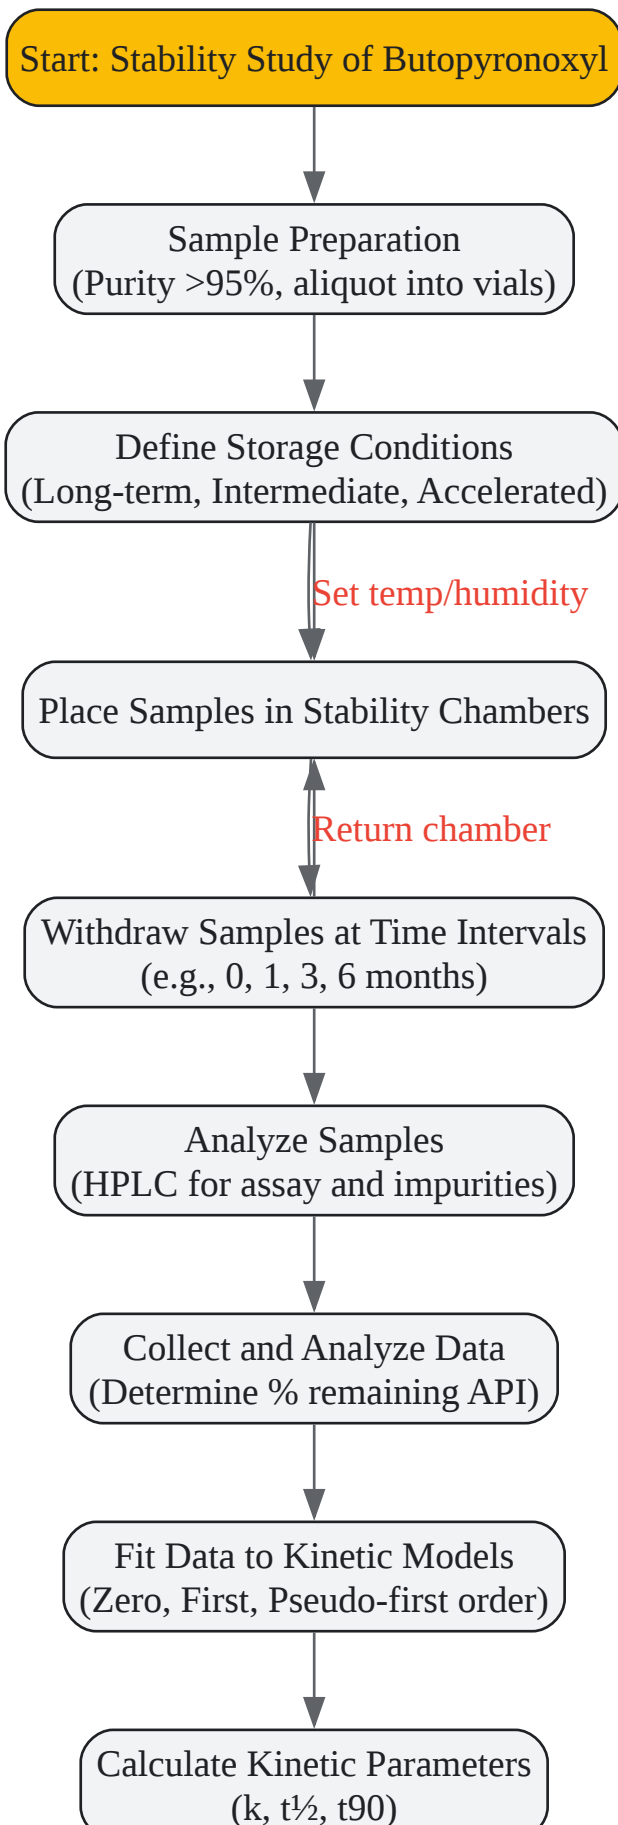 Start: Stability Study of Butopyronoxyl
Sample Preparation
(Purity >95%, aliquot into vials)
Define Storage Conditions
(Long-term, Intermediate, Accelerated)
Set temp/humidity
Place Samples in Stability Chambers
Return chamber
Withdraw Samples at Time Intervals
(e.g., 0, 1, 3, 6 months)
Analyze Samples
(HPLC for assay and impurities)
Collect and Analyze Data
(Determine % remaining API)
Fit Data to Kinetic Models
(Zero, First, Pseudo-first order)
Calculate Kinetic Parameters
(k, t½, t90)